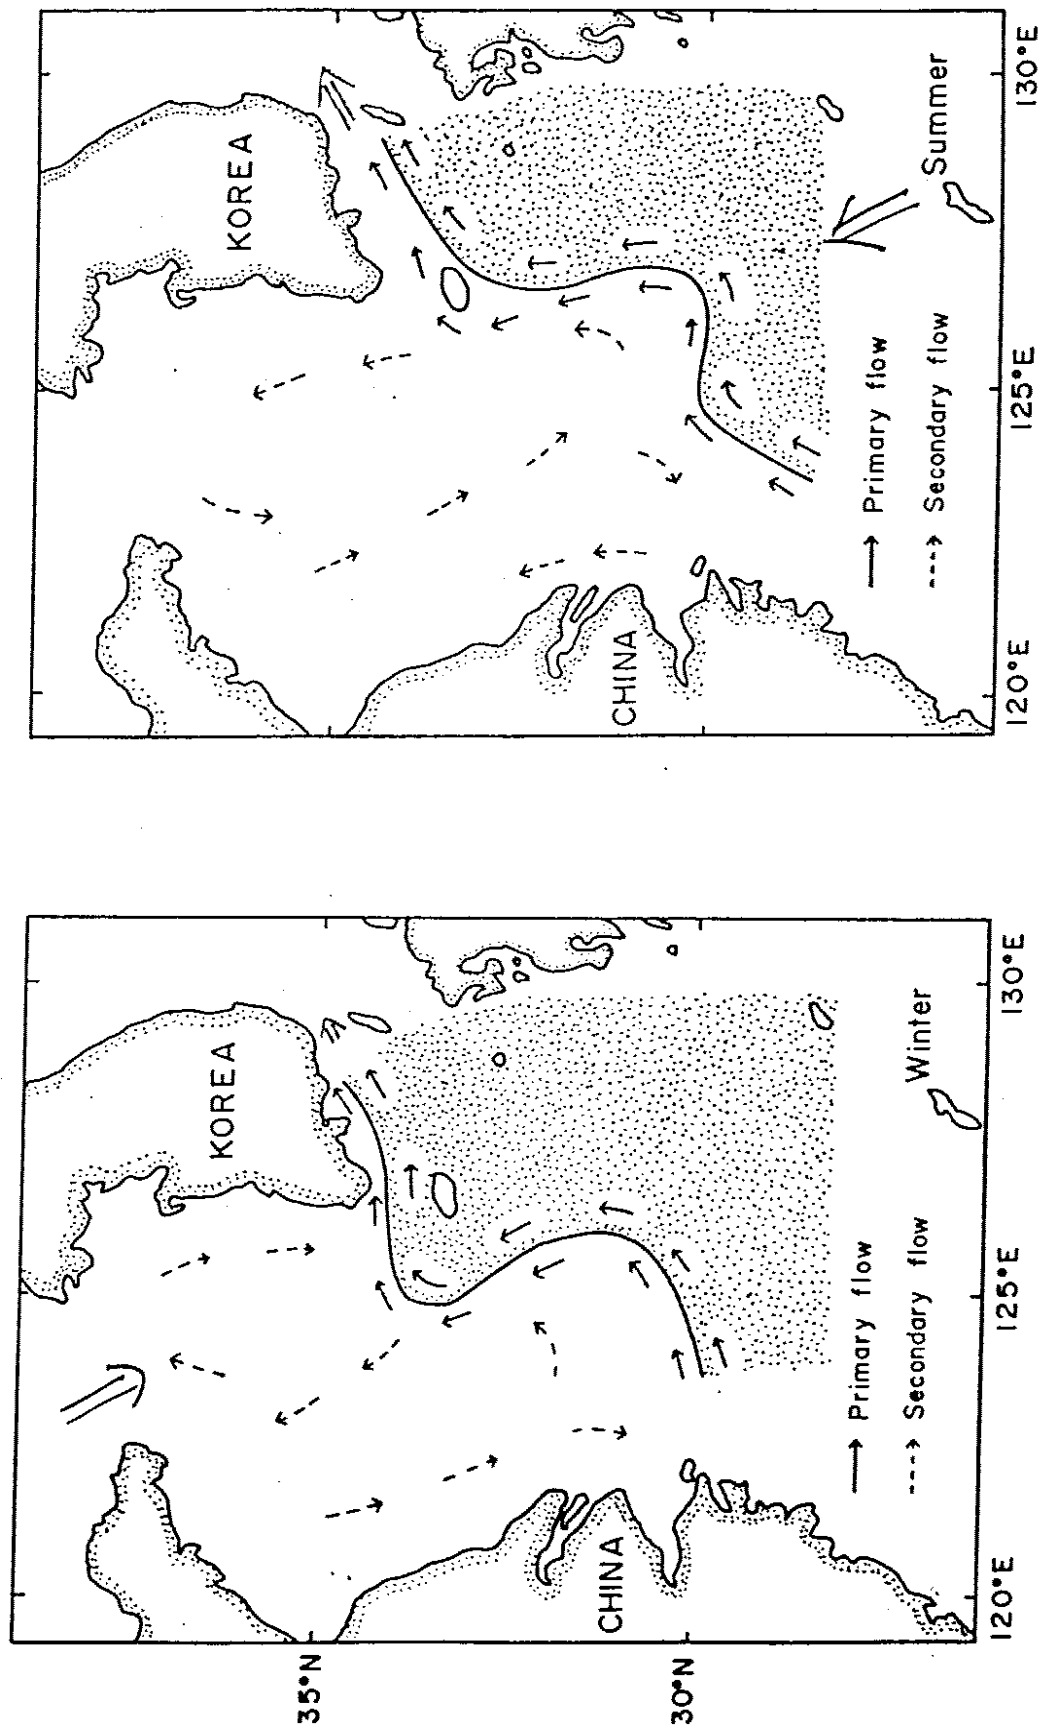 KOREA
CHINA
35°N
30°N
→ Primary flow
---→ Secondary flow
Winter
120°E
125°E
130°E
KOREA
CHINA
→ Primary flow
---→ Secondary flow
Summer
120°E
125°E
130°E